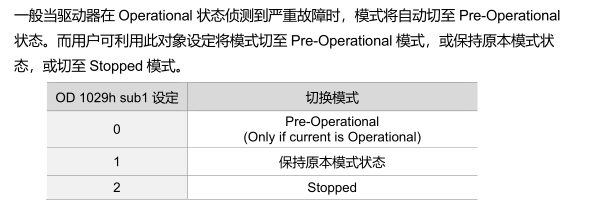 一般当驱动器在 Operational 状态侦测到严重故障时，模式将自动切至 Pre-Operational
状态。而用户可利用此对象设定将模式切至 Pre-Operational 模式，或保持原本模式状
态，或切至 Stopped 模式。
OD 1029h sub1 设定 切换模式
0 Pre-Operational
(Only if current is Operational)
1 保持原本模式状态
2 Stopped